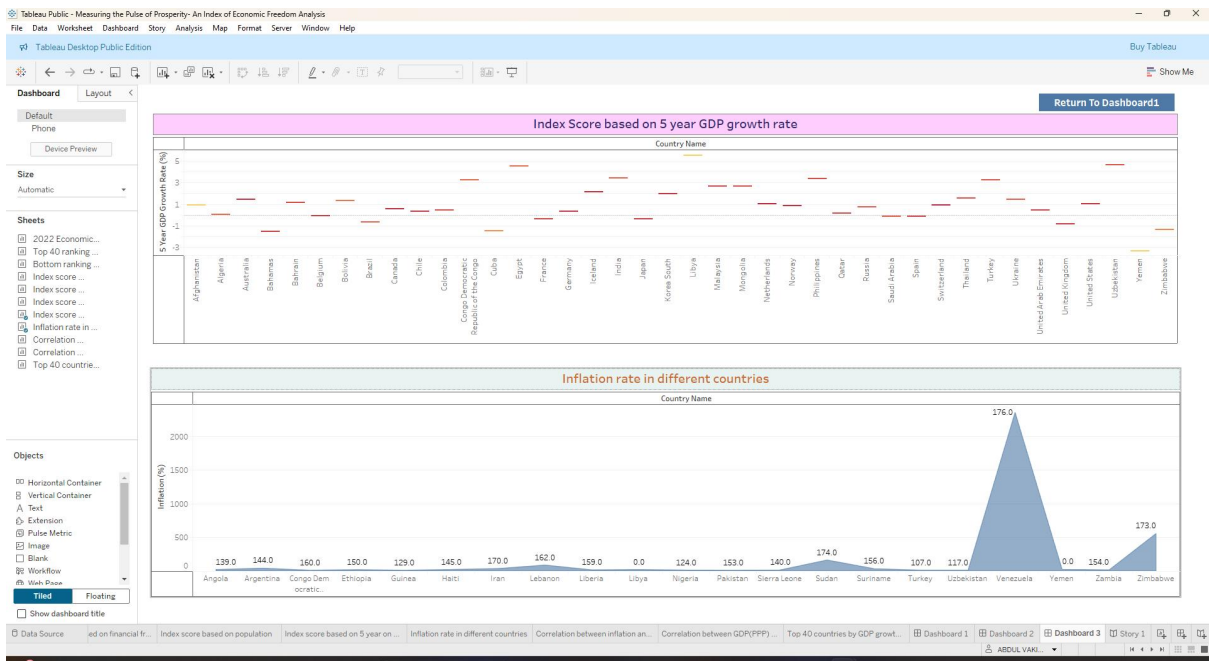 Tableau Public - Measuring the Pulse of Prosperity- An Index of Economic Freedom Analysis
File Data Worksheet Dashboard Story Analysis Map Format Server Window Help
Tableau Desktop Public Edition
Buy Tableau
Show Me
Dashboard Layout
Default
Phone
Device Preview
Size
Automatic
Sheets
2022 Economic...
Top 40 ranking ...
Bottom ranking ...
Index score ...
Index score ...
Index score ...
Index score ...
Inflation rate in ...
Correlation ...
Correlation ...
Top 40 countrie...
Objects
Horizontal Container
Vertical Container
A Text
Extension
Pulse Metric
Image
Blank
Workflow
Web Page
Tiled Floating
Show dashboard title
Return To Dashboard1
Index Score based on 5 year GDP growth rate
Country Name
5 Year GDP Growth Rate (%)
5
3
1
-1
-3
Afghanistan
Algeria
Australia
Bahamas
Bahrain
Belgium
Bolivia
Brazil
Canada
Chile
Colombia
Congo Democratic
Republic of the Congo
Cuba
Egypt
France
Germany
Iceland
India
Japan
Korea South
Libya
Malaysia
Mongolia
Netherlands
Norway
Philippines
Qatar
Russia
Saudi Arabia
Spain
Switzerland
Thailand
Turkey
Ukraine
United Arab Emirates
United Kingdom
United States
Uzbekistan
Yemen
Zimbabwe
Inflation rate in different countries
Country Name
Inflation (%)
2000
1500
1000
500
0
139.0 144.0 160.0 150.0 129.0 145.0 170.0 162.0 159.0 0.0 124.0 153.0 140.0 174.0 156.0 107.0 117.0 176.0 0.0 154.0 173.0
Angola Argentina Congo Dem Ethiopia Guinea Haiti Iran Lebanon Liberia Libya Nigeria Pakistan Sierra Leone Sudan Suriname Turkey Uzbekistan Venezuela Yemen Zambia Zimbabwe
ocratic...
Data Source ed on financial fr... Index score based on population Index score based on 5 year on ... Inflation rate in different countries Correlation between inflation an... Correlation between GDP(PPP) ... Top 40 countries by GDP growt... Dashboard 1 Dashboard 2 Dashboard 3 Story 1
ABDUL VAKI...